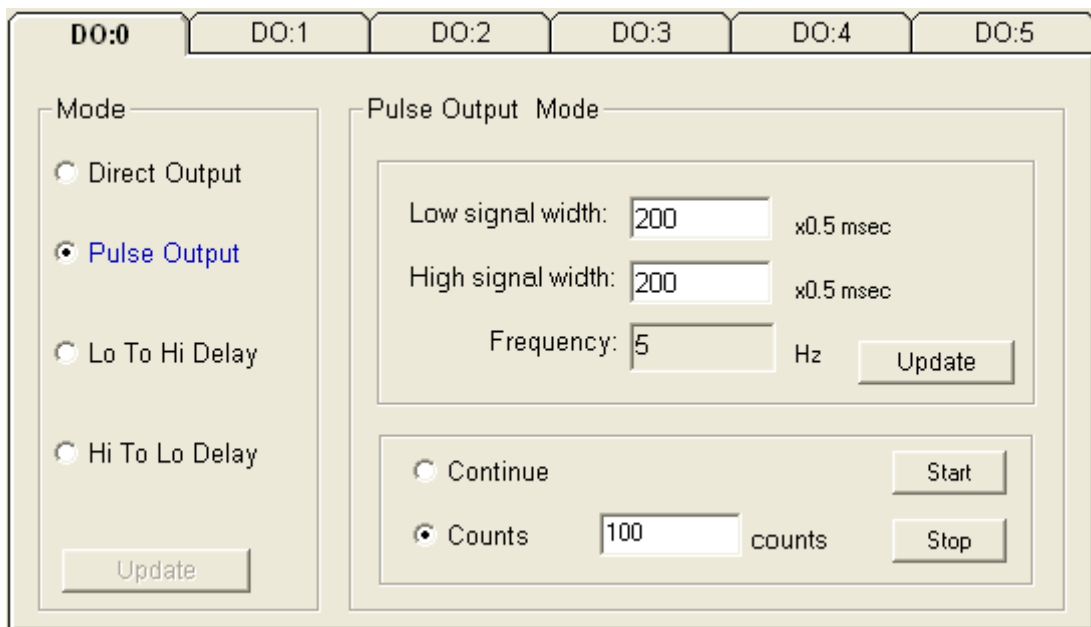 DO:0 DO:1 DO:2 DO:3 DO:4 DO:5
Mode
Direct Output
Pulse Output
Lo To Hi Delay
Hi To Lo Delay
Update
Pulse Output Mode
Low signal width: 200 x0.5 msec
High signal width: 200 x0.5 msec
Frequency: 5 Hz Update
Continue Start
Counts 100 counts Stop